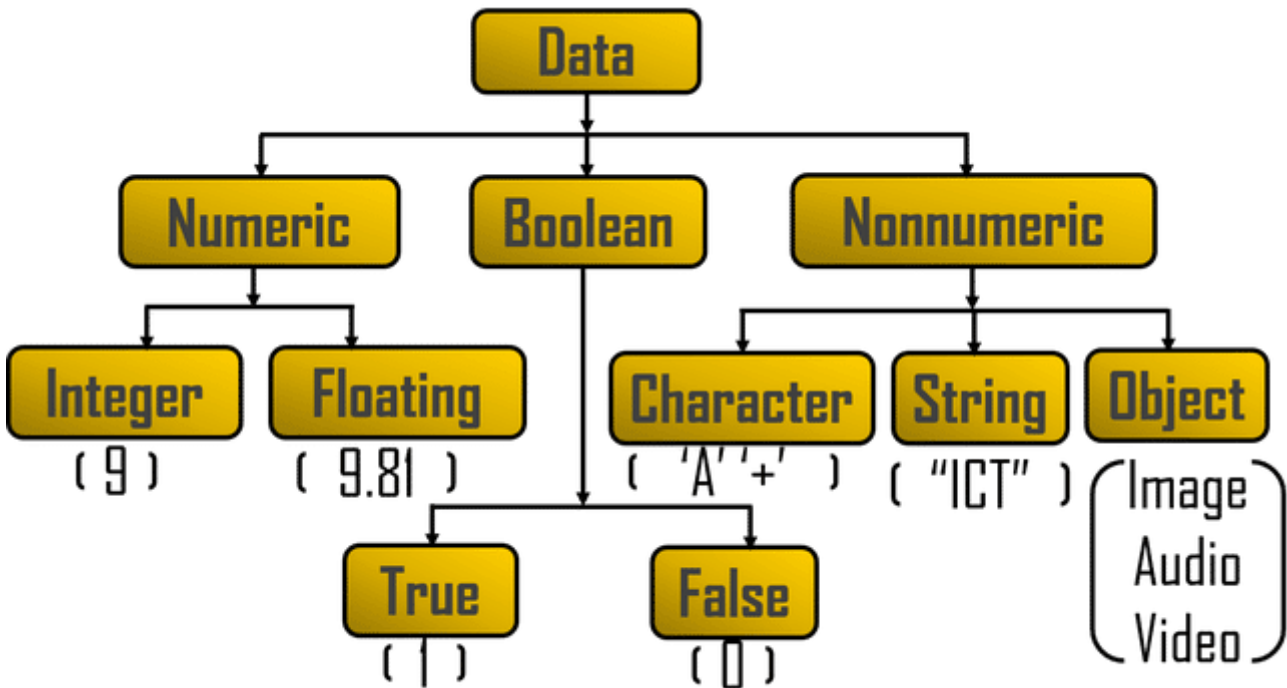 Data
Numeric Boolean Nonnumeric
Integer Floating Character String Object
( 9 ) ( 9.81 ) ( 'A' '+' ) ( "ICT" ) ( Image
Audio
Video )
True False
( 1 ) ( 0 )